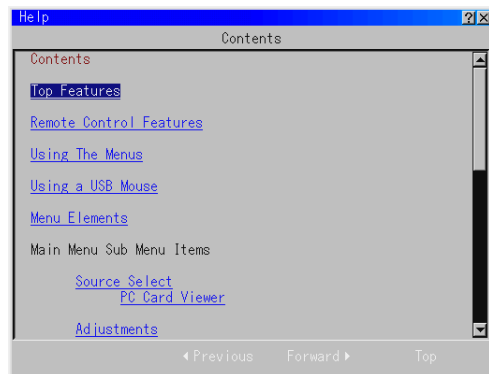 Help
Contents
Contents
Top Features
Remote Control Features
Using The Menus
Using a USB Mouse
Menu Elements
Main Menu Sub Menu Items
Source Select
PC Card Viewer
Adjustments
Previous Forward Top